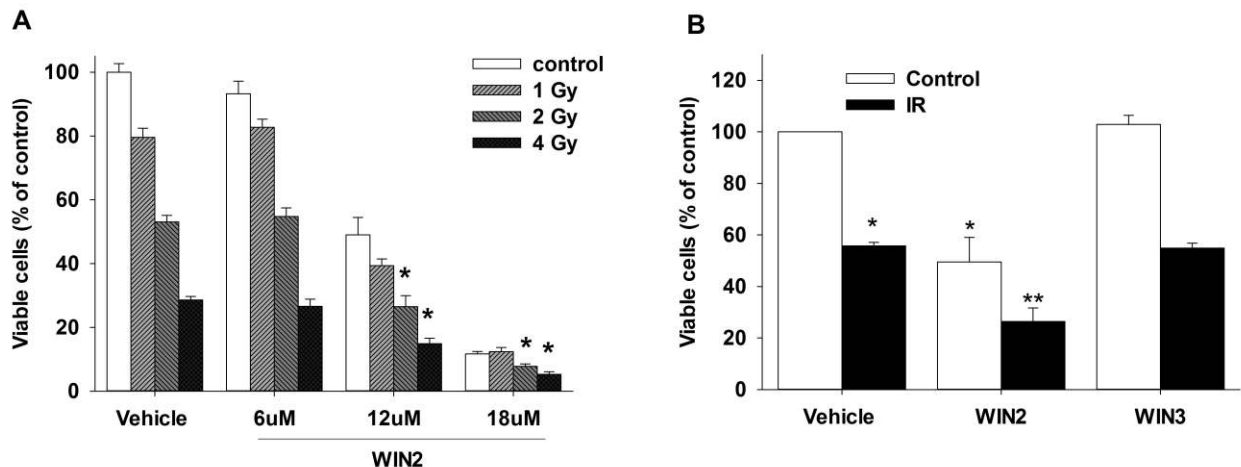 A
Viable cells (% of control)
100
80
60
40
20
0
control
1 Gy
2 Gy
4 Gy
*
*
*
*
Vehicle
6uM
12uM
18uM
WIN2
B
Viable cells (% of control)
120
100
80
60
40
20
0
Control
IR
*
*
**
Vehicle
WIN2
WIN3